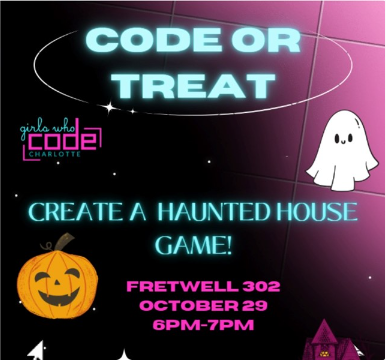 CODE OR
TREAT
girls who
code
CHARLOTTE
CREATE A HAUNTED HOUSE
GAME!
FRETWELL 302
OCTOBER 29
6PM-7PM